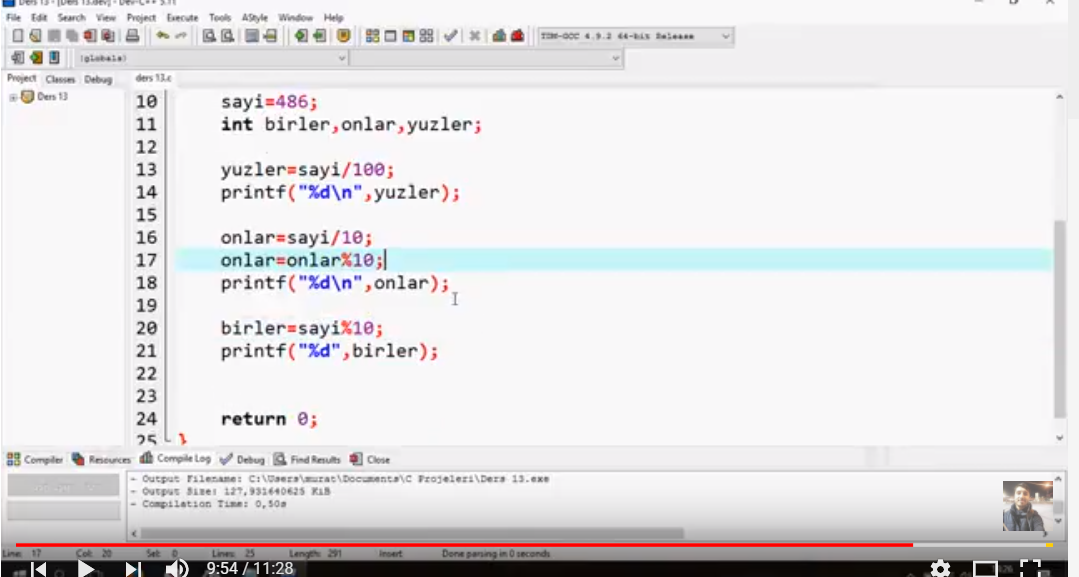 Ders 13 - [Ders 13.dev] - Dev-C++ 5.11
File Edit Search View Project Execute Tools AStyle Window Help
TDM-GCC 4.9.2 64-bit Release
(globals)
Project Classes Debug
ders 13.c
Ders 13
10 sayi=486;
11 int birler,onlar,yuzler;
12
13 yuzler=sayi/100;
14 printf("%d\n",yuzler);
15
16 onlar=sayi/10;
17 onlar=onlar%10;
18 printf("%d\n",onlar);
19
20 birler=sayi%10;
21 printf("%d",birler);
22
23
24 return 0;
25 }
Compiler Resources Compile Log Debug Find Results Close
- Output Filename: C:\Users\murat\Documents\C Projeleri\Ders 13.exe
- Output Size: 127,931640625 KiB
- Compilation Time: 0,50s
Line: 17 Col: 20 Sel: 0 Lines: 25 Length: 291 Insert Done parsing in 0 seconds
9:54 / 11:28